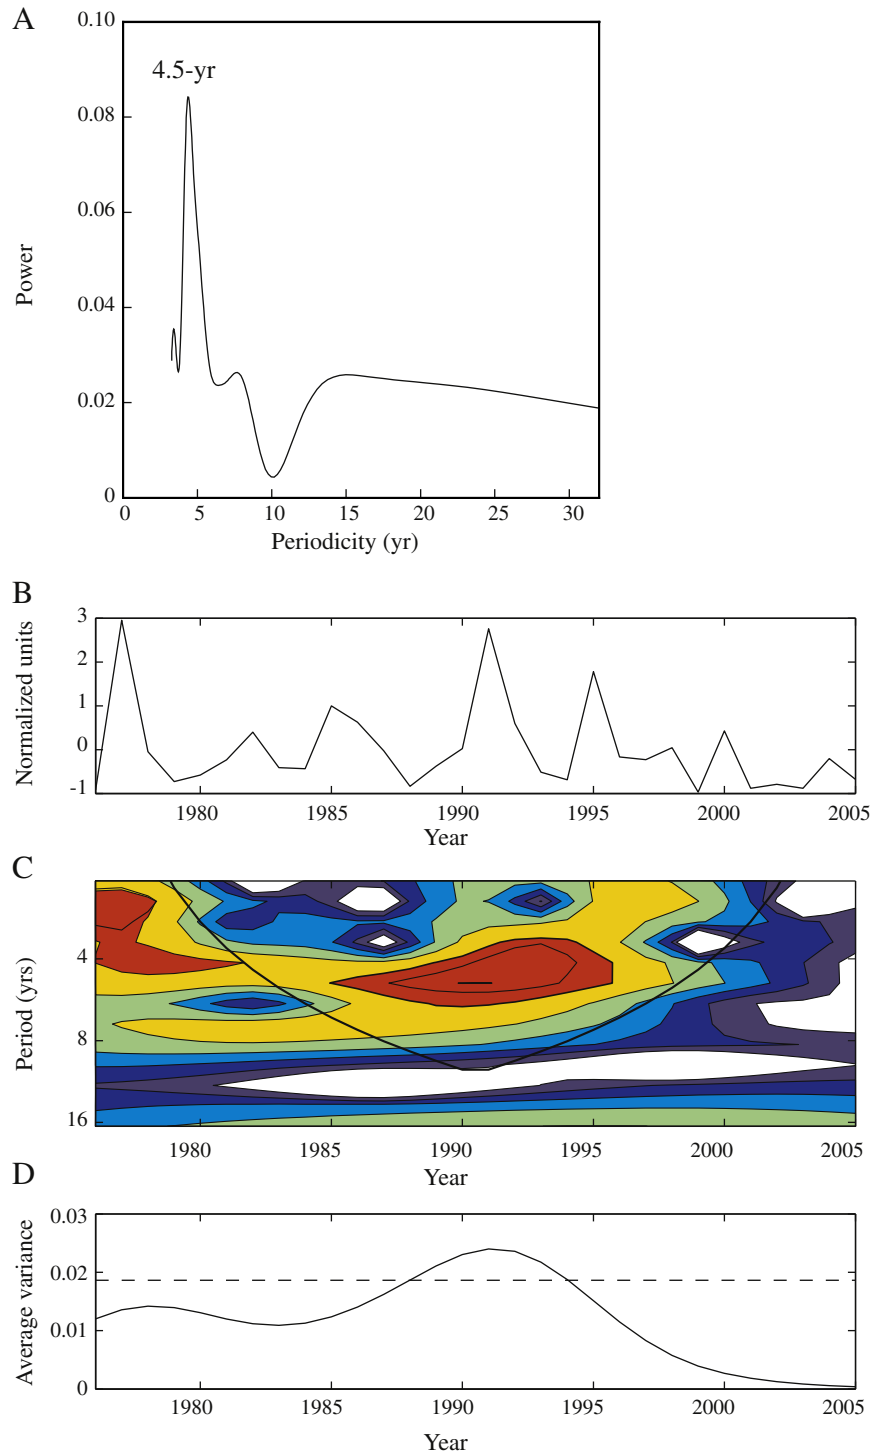 A
0.10
4.5-yr
0.08
0.06
Power
0.04
0.02
0
0 5 10 15 20 25 30
Periodicity (yr)
B
3
2
1
0
-1
Normalized units
1980 1985 1990 1995 2000 2005
Year
C
4
8
16
Period (yrs)
1980 1985 1990 1995 2000 2005
Year
D
0.03
0.02
0.01
0
Average variance
1980 1985 1990 1995 2000 2005
Year